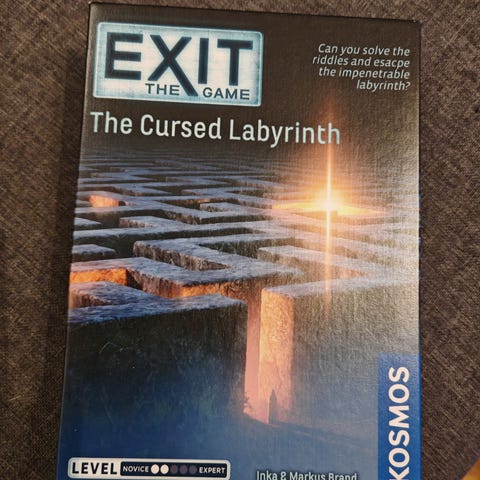 EXIT
THE GAME
Can you solve the
riddles and esacpe
the impenetrable
labyrinth?
The Cursed Labyrinth
KOSMOS
LEVEL NOVICE EXPERT
Inka & Markus Brand